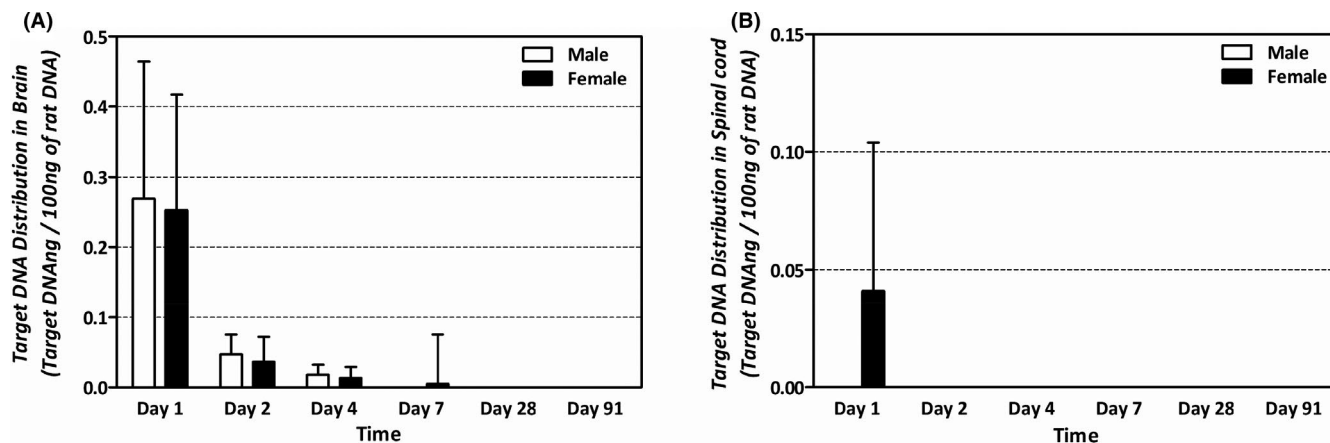 (A)
Target DNA Distribution in Brain
(Target DNAng / 100ng of rat DNA)
0.5
0.4
0.3
0.2
0.1
0.0
Male
Female
Day 1 Day 2 Day 4 Day 7 Day 28 Day 91
Time
(B)
Target DNA Distribution in Spinal cord
(Target DNAng / 100ng of rat DNA)
0.15
0.10
0.05
0.00
Male
Female
Day 1 Day 2 Day 4 Day 7 Day 28 Day 91
Time